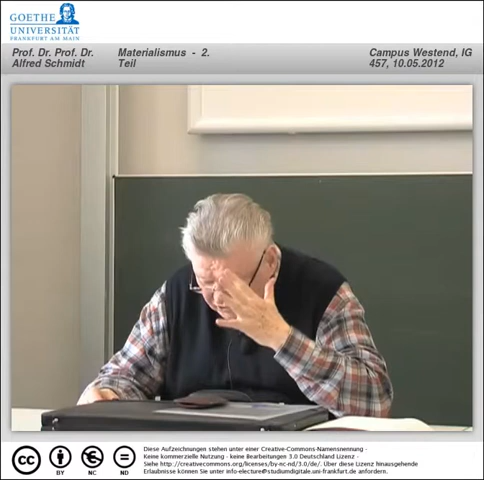 GOETHE
UNIVERSITÄT
FRANKFURT AM MAIN
Prof. Dr. Prof. Dr. Alfred Schmidt
Materialismus - 2. Teil
Campus Westend, IG 457, 10.05.2012
Diese Aufzeichnungen stehen unter einer Creative-Commons-Namensnennung -
Keine kommerzielle Nutzung - keine Bearbeitungen 3.0 Deutschland Lizenz -
Siehe http://creativecommons.org/licenses/by-nc-nd/3.0/de/. Über diese Lizenz hinausgehende
Erlaubnisse können Sie unter info-electure@studiumdigitale.uni-frankfurt.de anfordern.
cc
BY
NC
ND